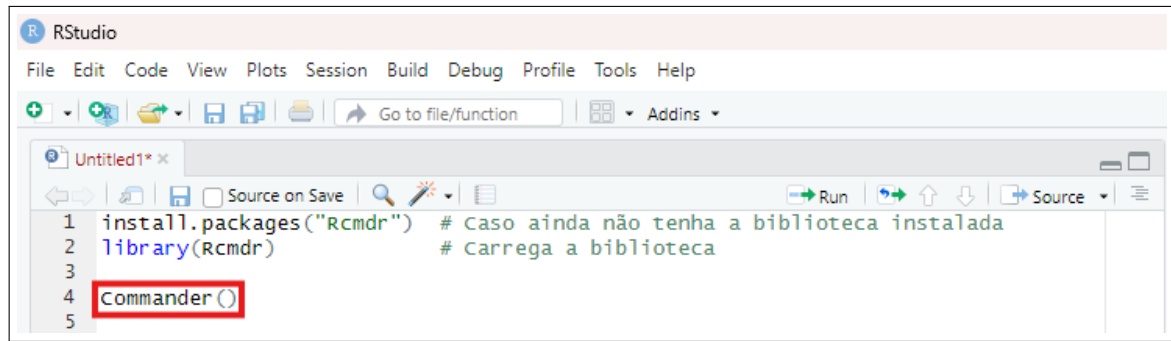 RStudio
File Edit Code View Plots Session Build Debug Profile Tools Help
Go to file/function Addins
Untitled1*
Source on Save Run Source
1 install.packages("Rcmdr") # Caso ainda não tenha a biblioteca instalada
2 library(Rcmdr) # Carrega a biblioteca
3
4 Commander()
5